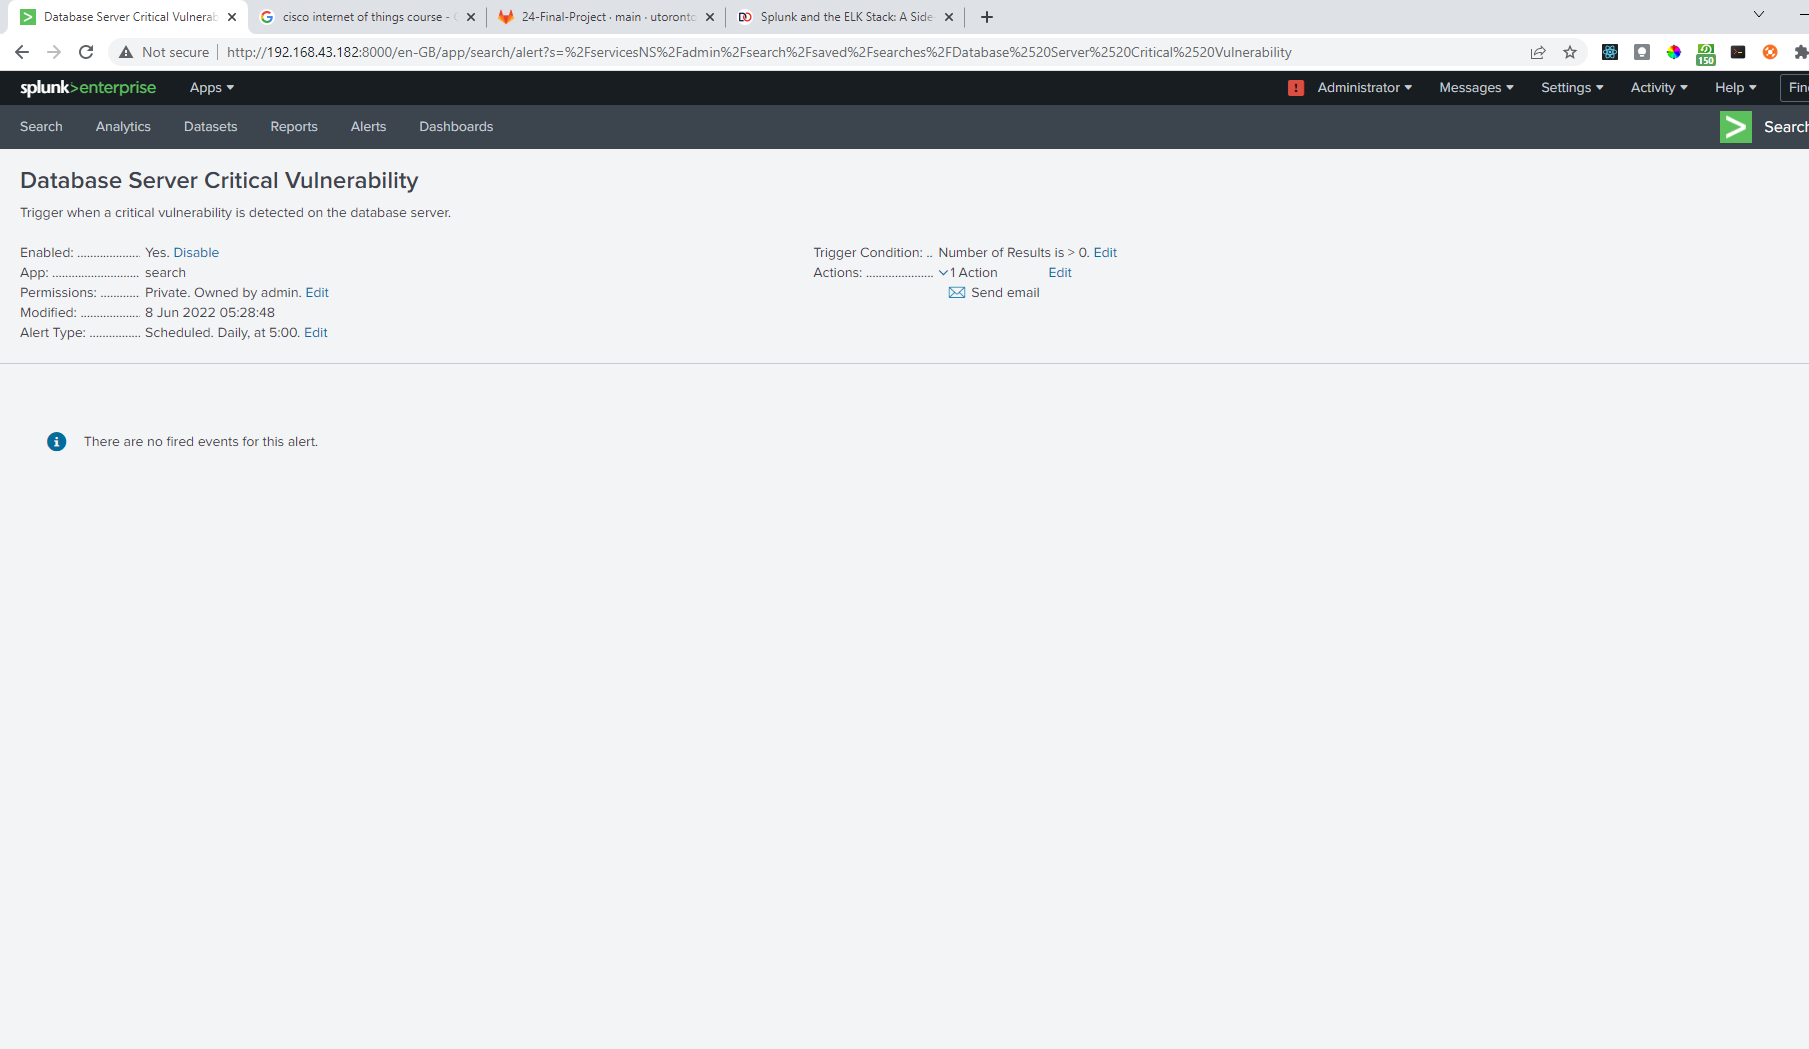 Database Server Critical Vulnerab
cisco internet of things course -
24-Final-Project · main · utoronto
Splunk and the ELK Stack: A Side
Not secure
http://192.168.43.182:8000/en-GB/app/search/alert?s=%2FservicesNS%2Fadmin%2Fsearch%2Fsaved%2Fsearches%2FDatabase%2520Server%2520Critical%2520Vulnerability
150
splunk>enterprise
Apps
Administrator
Messages
Settings
Activity
Help
Fin
Search
Analytics
Datasets
Reports
Alerts
Dashboards
Search
Database Server Critical Vulnerability
Trigger when a critical vulnerability is detected on the database server.
Enabled: ................... Yes. Disable
App: .......................... search
Permissions: ............ Private. Owned by admin. Edit
Modified: .................. 8 Jun 2022 05:28:48
Alert Type: ................ Scheduled. Daily, at 5:00. Edit
Trigger Condition: .. Number of Results is > 0. Edit
Actions: ..................... 1 Action Edit
Send email
There are no fired events for this alert.